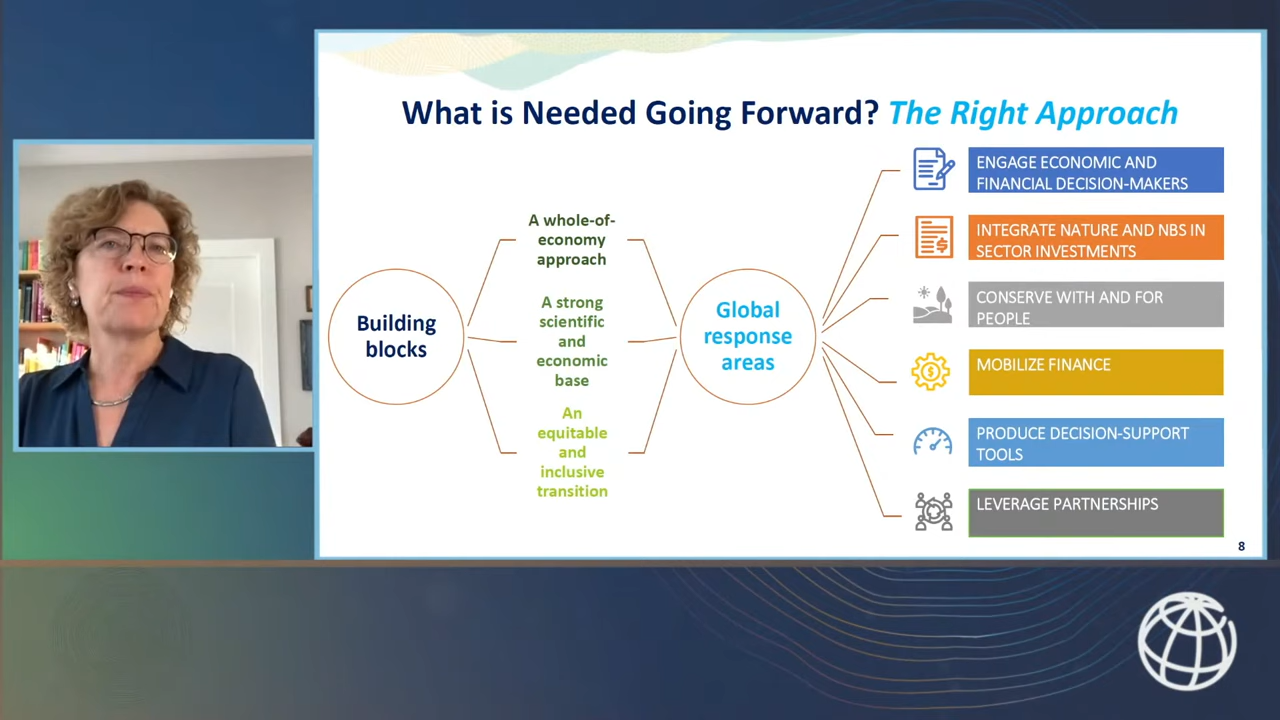 What is Needed Going Forward? The Right Approach
Building
blocks
A whole-of-
economy
approach
A strong
scientific
and
economic
base
An
equitable
and
inclusive
transition
Global
response
areas
ENGAGE ECONOMIC AND
FINANCIAL DECISION-MAKERS
INTEGRATE NATURE AND NBS IN
SECTOR INVESTMENTS
CONSERVE WITH AND FOR
PEOPLE
MOBILIZE FINANCE
PRODUCE DECISION-SUPPORT
TOOLS
LEVERAGE PARTNERSHIPS
8